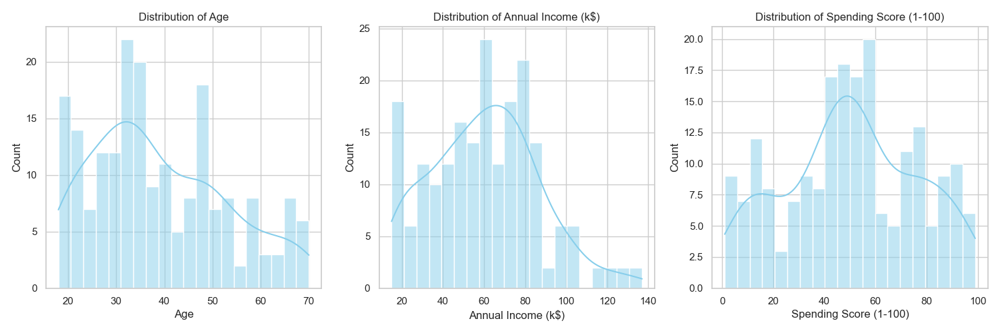 Distribution of Age
Count
20
15
10
5
0
20 30 40 50 60 70
Age
Distribution of Annual Income (k$)
Count
25
20
15
10
5
0
20 40 60 80 100 120 140
Annual Income (k$)
Distribution of Spending Score (1-100)
Count
20.0
17.5
15.0
12.5
10.0
7.5
5.0
2.5
0.0
0 20 40 60 80 100
Spending Score (1-100)